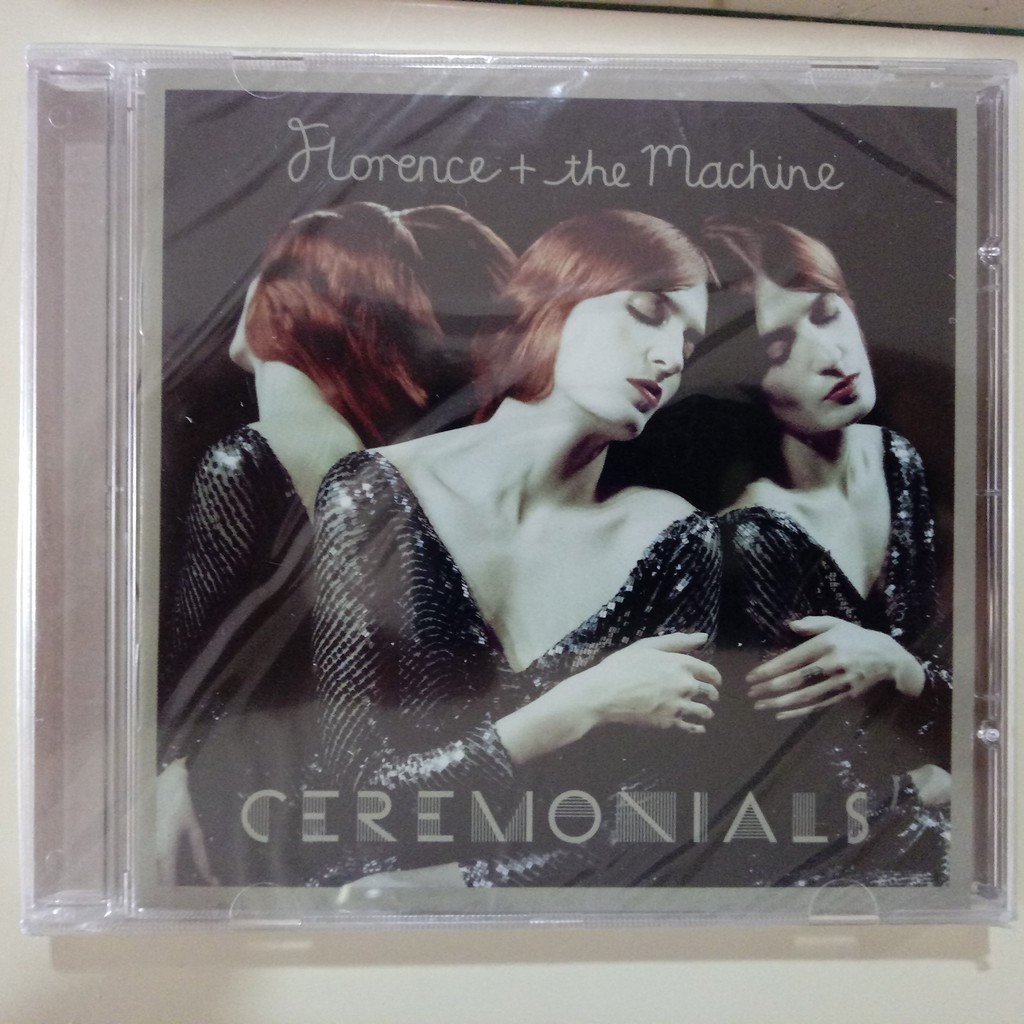 Florence + the Machine
CEREMONIALS